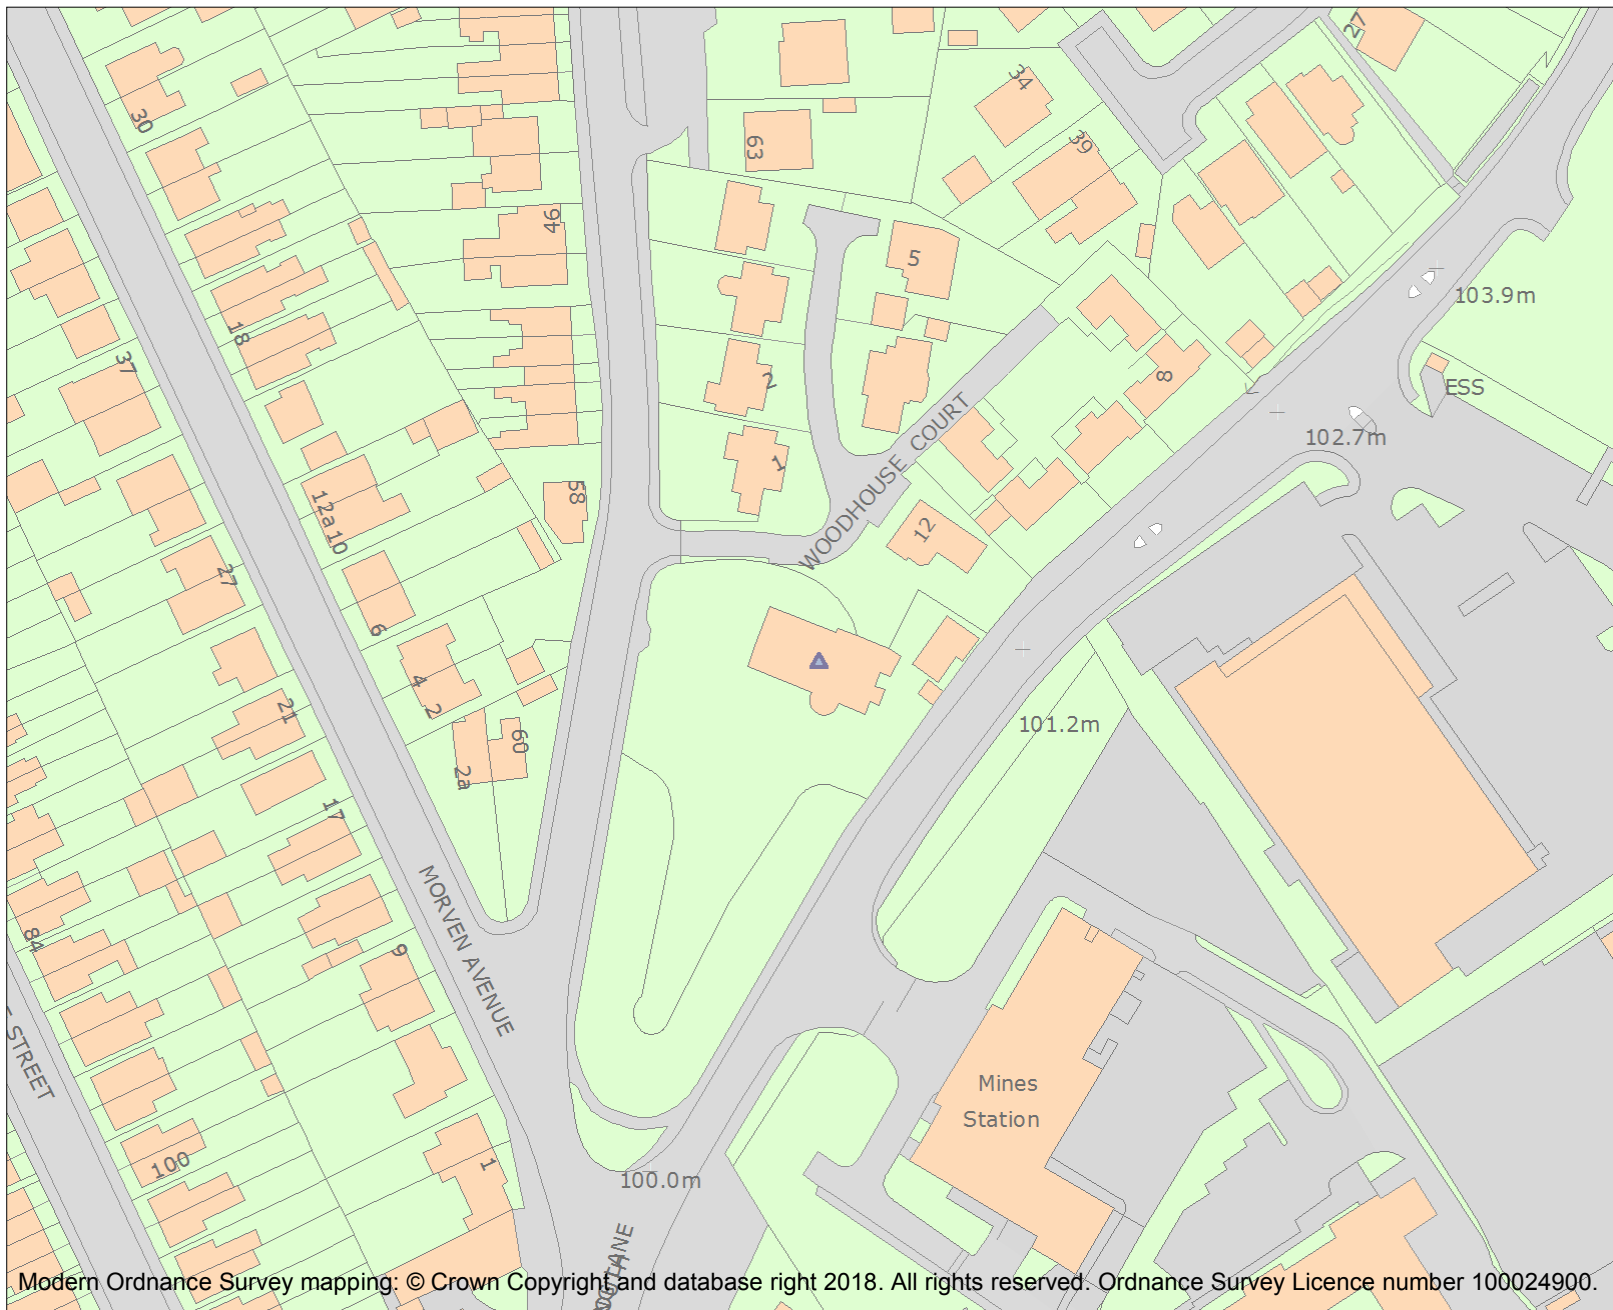 27
30
34
63
39
46
5
103.9m
18
37
2
8
ESS
WOODHOUSE COURT
102.7m
1
58
12a
10
12
27
6
4
2
21
60
101.2m
2a
17
MORVEN AVENUE
84
9
STREET
Mines
Station
100
1
100.0m
LANE
Modern Ordnance Survey mapping: © Crown Copyright and database right 2018. All rights reserved. Ordnance Survey Licence number 100024900.